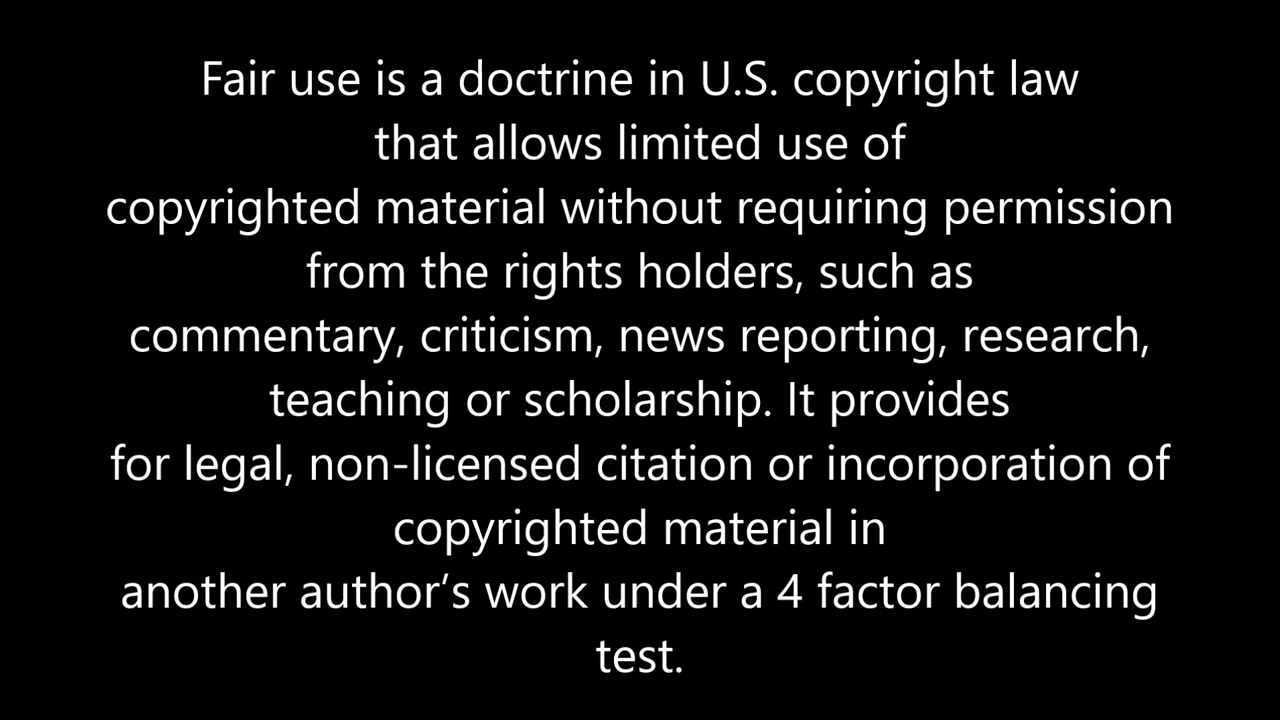 Fair use is a doctrine in U.S. copyright law
that allows limited use of
copyrighted material without requiring permission
from the rights holders, such as
commentary, criticism, news reporting, research,
teaching or scholarship. It provides
for legal, non-licensed citation or incorporation of
copyrighted material in
another author’s work under a 4 factor balancing
test.